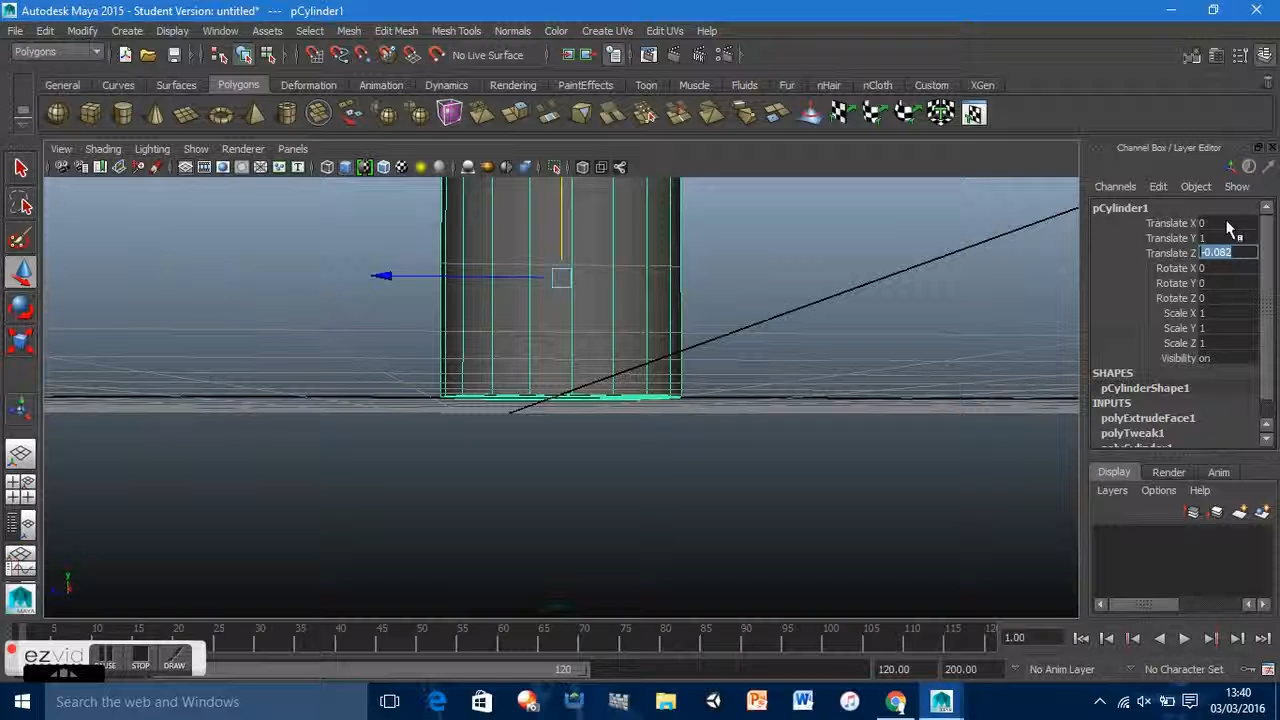 Autodesk Maya 2015 - Student Version: untitled* --- pCylinder1
File Edit Modify Create Display Window Assets Select Mesh Edit Mesh Mesh Tools Normals Color Create UVs Edit UVs Help
Polygons
No Live Surface
General Curves Surfaces Polygons Deformation Animation Dynamics Rendering PaintEffects Toon Muscle Fluids Fur nHair nCloth Custom XGen
View Shading Lighting Show Renderer Panels
Channel Box / Layer Editor
Channels Edit Object Show
pCylinder1
Translate X 0
Translate Y 1
Translate Z -0.082
Rotate X 0
Rotate Y 0
Rotate Z 0
Scale X 1
Scale Y 1
Scale Z 1
Visibility on
SHAPES
pCylinderShape1
INPUTS
polyExtrudeFace1
polyTweak1
Display Render Anim
Layers Options Help
y
5 10 15 20 25 30 35 40 45 50 55 60 65 70 75 80 85 90 95 100 105 110 115 12
1.00
ezvid
STOP
DRAW
120
120.00
200.00
No Anim Layer
No Character Set
MAYA
Search the web and Windows
13:40
03/03/2016